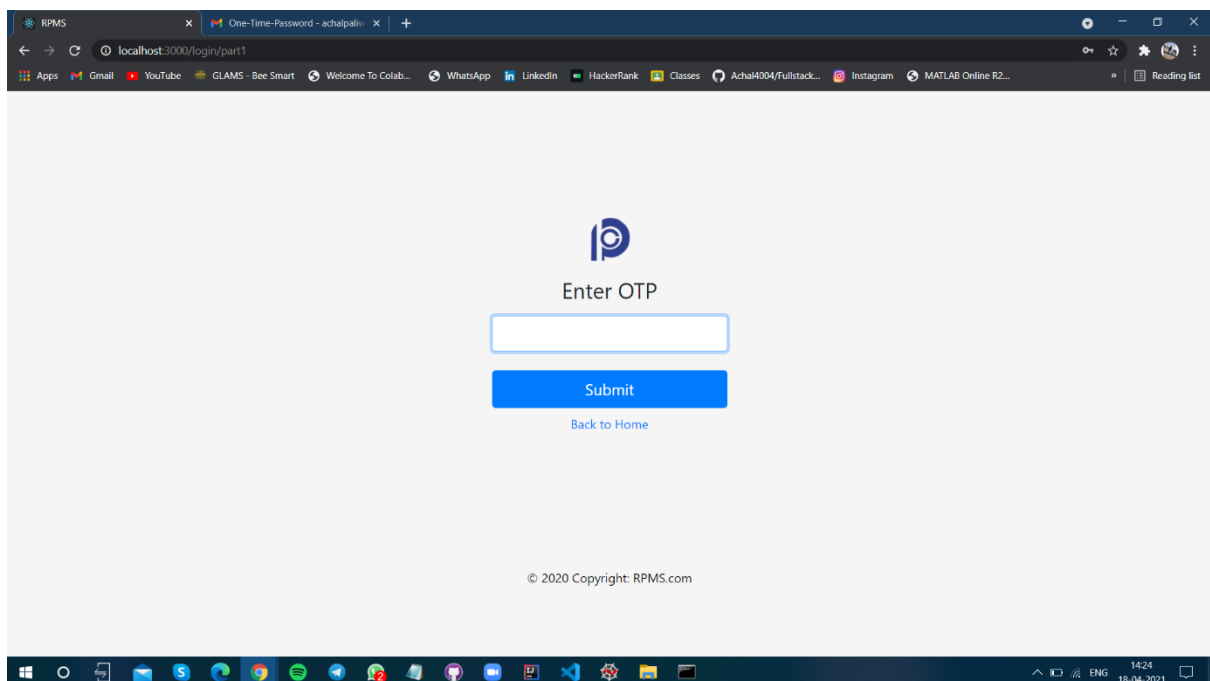 RPMS
One-Time-Password - achalpaliw
localhost:3000/login/part1
Apps Gmail YouTube GLAMS - Bee Smart Welcome To Colab... WhatsApp LinkedIn HackerRank Classes Achal4004/Fullstack... Instagram MATLAB Online R2... » Reading list
Enter OTP
Submit
Back to Home
© 2020 Copyright: RPMS.com
ENG
14:24
18-04-2021